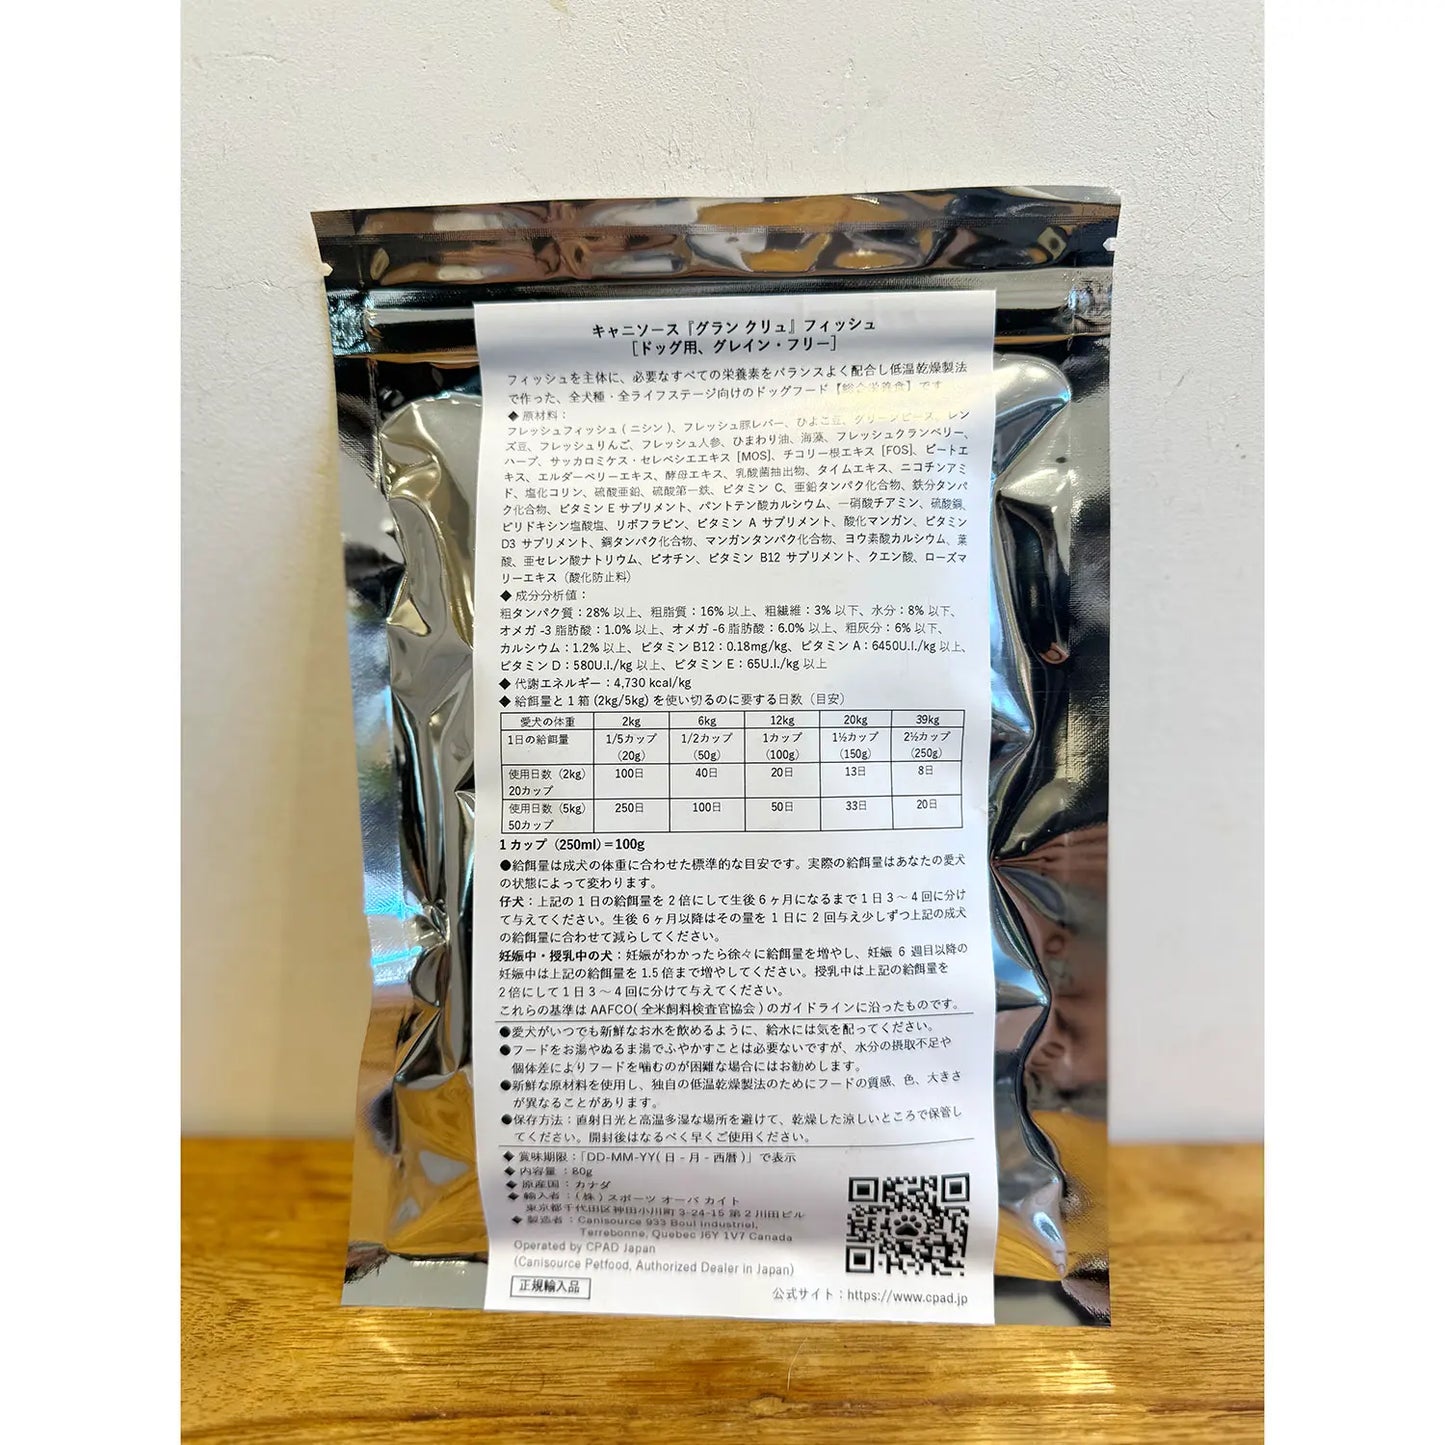 キャニソース『グラン クリュ』フィッシュ
［ドッグ用、グレイン・フリー］
フィッシュを主体に、必要なすべての栄養素をバランスよく配合し低温乾燥製法
で作った、全犬種・全ライフステージ向けのドッグフード【総合栄養食】です。
◆ 原材料：
フレッシュフィッシュ ( ニシン )、フレッシュ豚レバー、ひよこ豆、グリーンピース、レン
ズ豆、フレッシュりんご、フレッシュ人参、ひまわり油、海藻、フレッシュクランベリー、
ハーブ、サッカロミケス・セレベシエエキス [MOS]、チコリー根エキス [FOS]、ビートエ
キス、エルダーベリーエキス、酵母エキス、乳酸菌抽出物、タイムエキス、ニコチンアミ
ド、塩化コリン、硫酸亜鉛、硫酸第一鉄、ビタミン C、亜鉛タンパク化合物、鉄分タンパ
ク化合物、ビタミン E サプリメント、パントテン酸カルシウム、一硝酸チアミン、硫酸銅、
ピリドキシン塩酸塩、リボフラビン、ビタミン A サプリメント、酸化マンガン、ビタミン
D3 サプリメント、銅タンパク化合物、マンガンタンパク化合物、ヨウ素酸カルシウム、葉
酸、亜セレン酸ナトリウム、ビオチン、ビタミン B12 サプリメント、クエン酸、ローズマ
リーエキス（酸化防止料）
◆ 成分分析値：
粗タンパク質：28% 以上、粗脂質：16% 以上、粗繊維：3% 以下、水分：8% 以下、
オメガ -3 脂肪酸：1.0% 以上、オメガ -6 脂肪酸：6.0% 以上、粗灰分：6% 以下、
カルシウム：1.2% 以上、ビタミン B12：0.18mg/kg、ビタミン A：6450U.I./kg 以上、
ビタミン D：580U.I./kg 以上、ビタミン E：65U.I./kg 以上
◆ 代謝エネルギー：4,730 kcal/kg
◆ 給餌量と 1 箱 (2kg/5kg) を使い切るのに要する日数（目安）
愛犬の体重 2kg 6kg 12kg 20kg 39kg
1日の給餌量 1/5カップ 1/2カップ 1カップ 1½カップ 2½カップ
（20g） （50g） （100g） （150g） （250g）
使用日数（2kg） 100日 40日 20日 13日 8日
20カップ
使用日数（5kg） 250日 100日 50日 33日 20日
50カップ
1 カップ（250ml）＝100g
●給餌量は成犬の体重に合わせた標準的な目安です。実際の給餌量はあなたの愛犬
の状態によって変わります。
仔犬：上記の 1 日の給餌量を 2 倍にして生後 6 ヶ月になるまで 1 日 3 〜 4 回に分け
て与えてください。生後 6 ヶ月以降はその量を 1 日に 2 回与え少しずつ上記の成犬
の給餌量に合わせて減らしてください。
妊娠中・授乳中の犬：妊娠がわかったら徐々に給餌量を増やし、妊娠 6 週目以降の
妊娠中は上記の給餌量を 1.5 倍まで増やしてください。授乳中は上記の給餌量を
2 倍にして 1 日 3 〜 4 回に分けて与えてください。
これらの基準は AAFCO( 全米飼料検査官協会 ) のガイドラインに沿ったものです。
●愛犬がいつでも新鮮なお水を飲めるように、給水には気を配ってください。
●フードをお湯やぬるま湯でふやかすことは必要ないですが、水分の摂取不足や
個体差によりフードを噛むのが困難な場合にはお勧めします。
●新鮮な原材料を使用し、独自の低温乾燥製法のためにフードの質感、色、大きさ
が異なることがあります。
●保存方法：直射日光と高温多湿な場所を避けて、乾燥した涼しいところで保管し
てください。開封後はなるべく早くご使用ください。
◆ 賞味期限：「DD-MM-YY( 日 - 月 - 西暦 )」で表示
◆ 内容量 ：80g
◆ 原産国：カナダ
◆ 輸入者：( 株 ) スポーツ オーバ カイト
東京都千代田区神田小川町 3-24-15 第 2 川田ビル
◆ 製造者：Canisource 933 Boul Industriel,
Terrebonne, Quebec J6Y 1V7 Canada
Operated by CPAD Japan
(Canisource Petfood, Authorized Dealer in Japan)
正規輸入品
公式サイト：https://www.cpad.jp